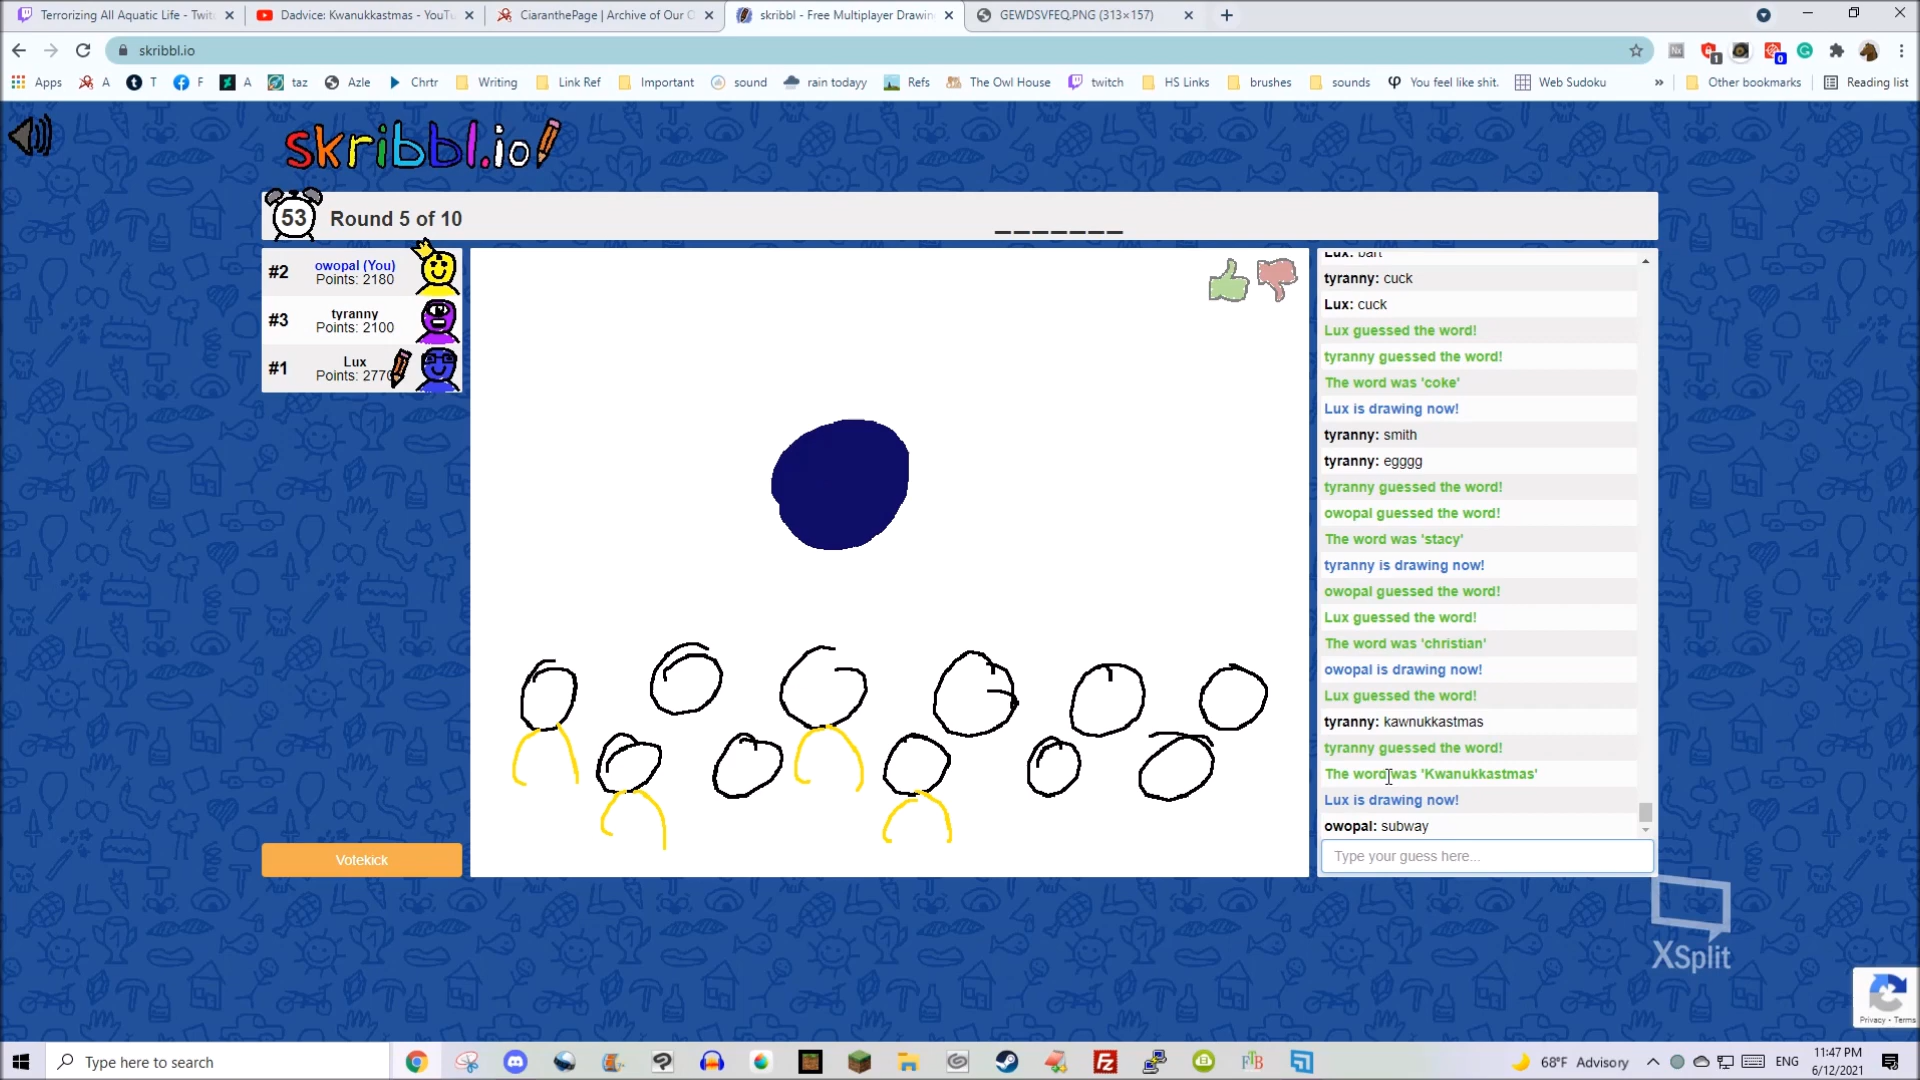 Terrorizing All Aquatic Life - Twit
Dadvice: Kwanukkastmas - YouTu
CiaranthePage | Archive of Our O
skribbl - Free Multiplayer Drawin
GEWDSVFEQ.PNG (313×157)
skribbl.io
Apps
A
T
F
A
taz
Azle
Chrtr
Writing
Link Ref
Important
sound
rain todayy
Refs
The Owl House
twitch
HS Links
brushes
sounds
You feel like shit.
Web Sudoku
»
Other bookmarks
Reading list
skribbl.io
53
Round 5 of 10
_______
#2
owopal (You)
Points: 2180
#3
tyranny
Points: 2100
#1
Lux
Points: 2770
Votekick
Lux: bart
tyranny: cuck
Lux: cuck
Lux guessed the word!
tyranny guessed the word!
The word was 'coke'
Lux is drawing now!
tyranny: smith
tyranny: egggg
tyranny guessed the word!
owopal guessed the word!
The word was 'stacy'
tyranny is drawing now!
owopal guessed the word!
Lux guessed the word!
The word was 'christian'
owopal is drawing now!
Lux guessed the word!
tyranny: kawnukkastmas
tyranny guessed the word!
The word was 'Kwanukkastmas'
Lux is drawing now!
owopal: subway
Type your guess here...
XSplit
Privacy - Terms
Type here to search
68°F Advisory
ENG
11:47 PM
6/12/2021